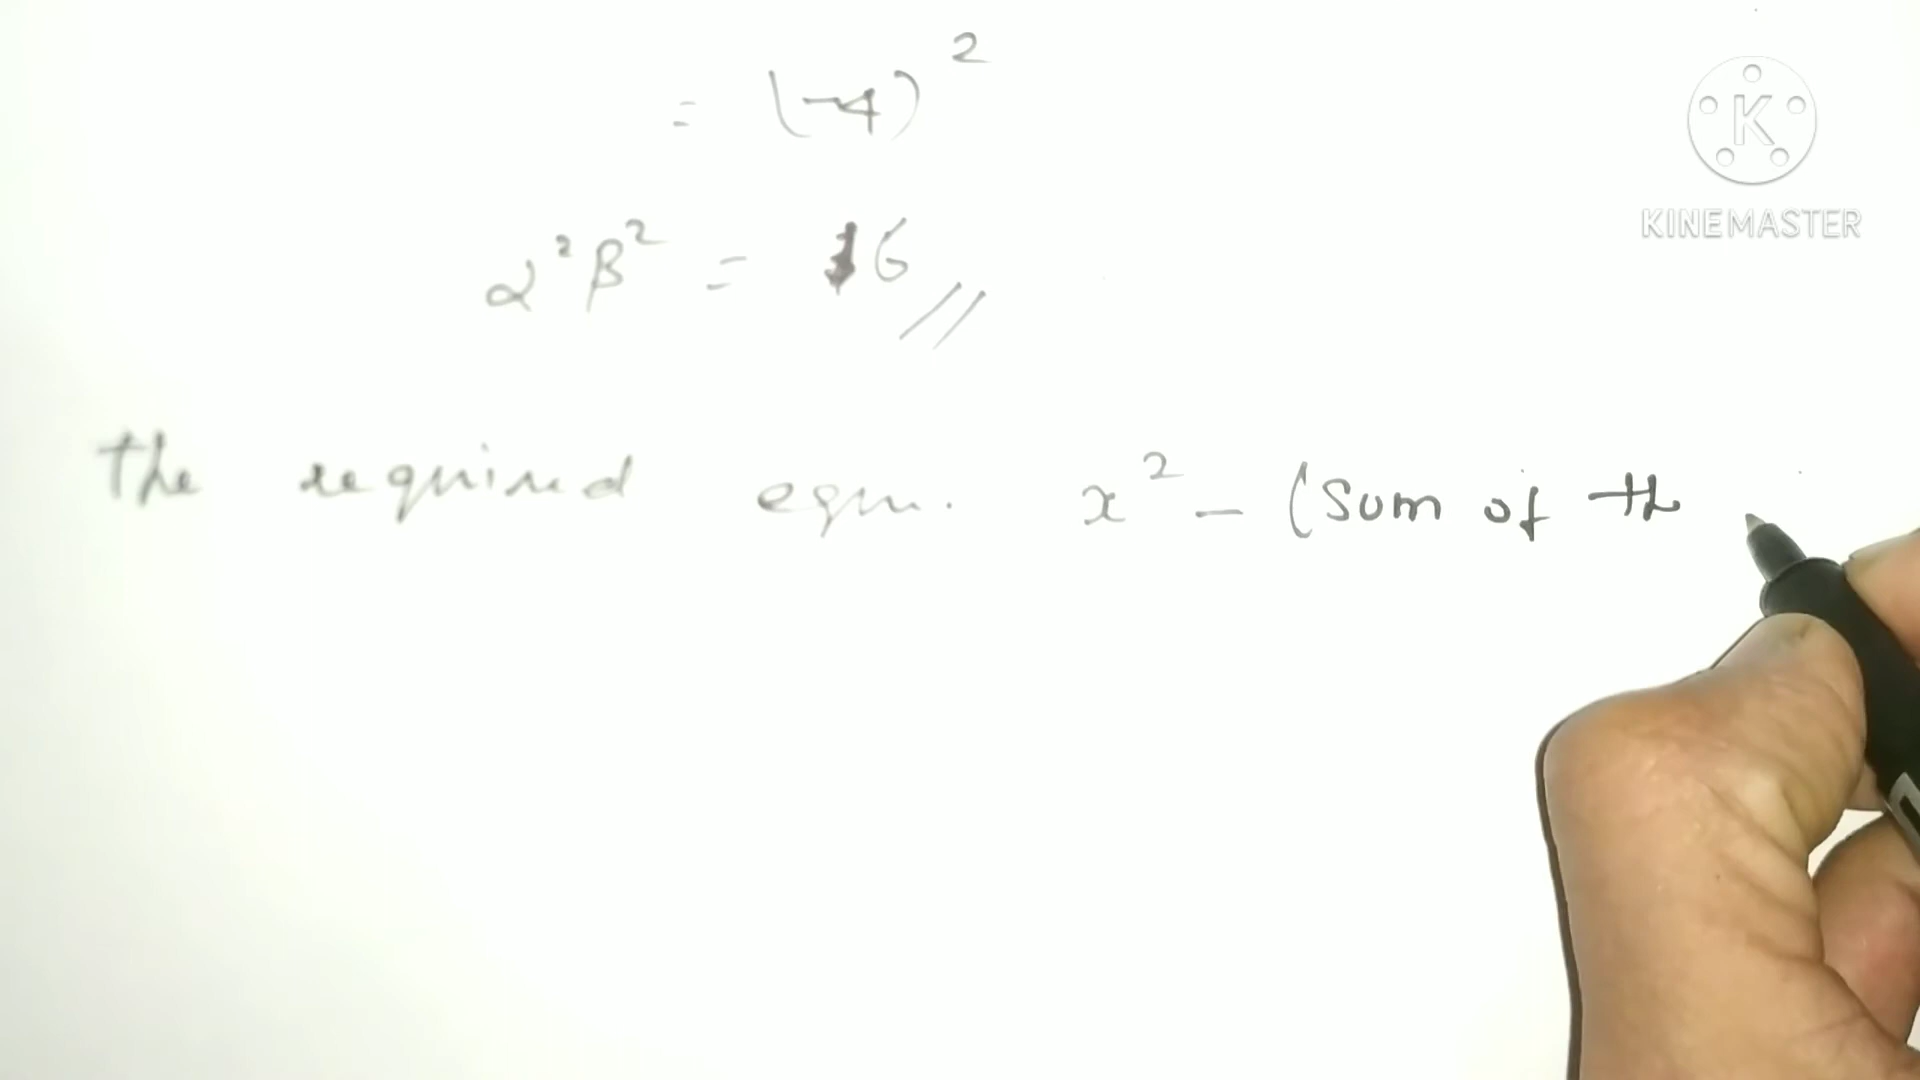 = (-4)²
α²β² = 16 //
KINEMASTER
The required eqn. x² - (Sum of th